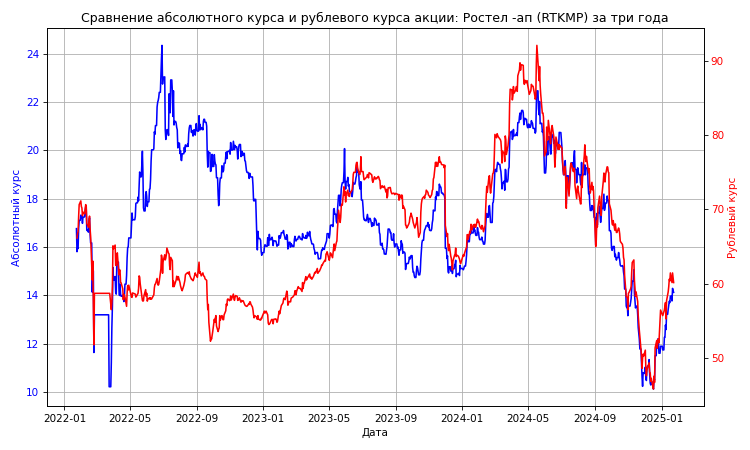 Сравнение абсолютного курса и рублевого курса акции: Ростел -ап (RTKMP) за три года
24
22
20
18
16
14
12
10
Абсолютный курс
90
80
70
60
50
Рублевый курс
2022-01 2022-05 2022-09 2023-01 2023-05 2023-09 2024-01 2024-05 2024-09 2025-01
Дата